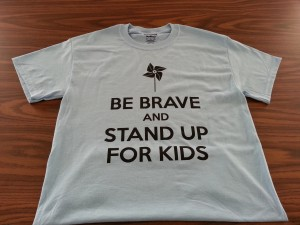 BE BRAVE
AND
STAND UP
FOR KIDS